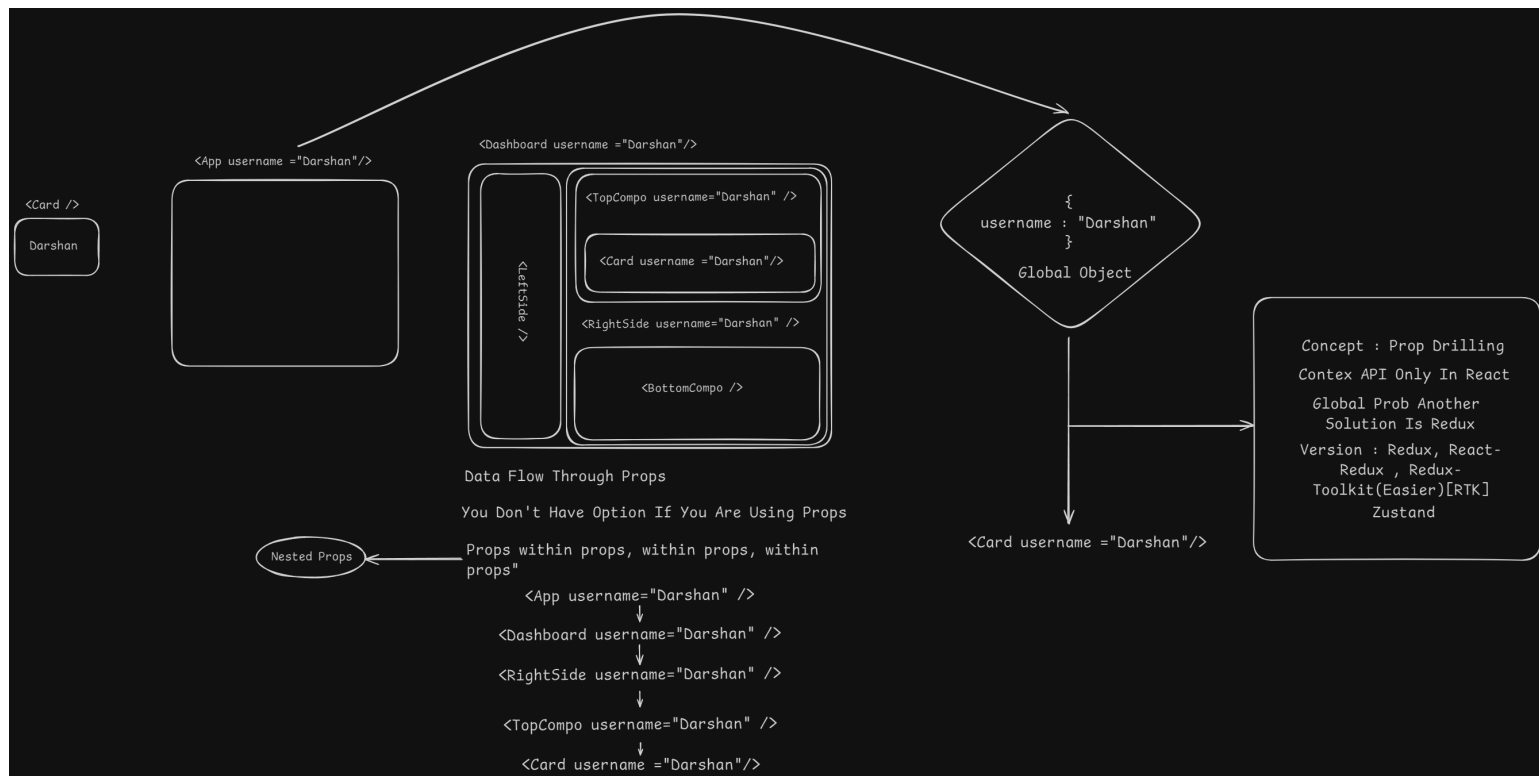 <Card />
Darshan
<App username ="Darshan"/>
<Dashboard username ="Darshan"/>
<LeftSide />
<TopCompo username="Darshan" />
<Card username ="Darshan"/>
<RightSide username="Darshan" />
<BottomCompo />
Data Flow Through Props
You Don't Have Option If You Are Using Props
Props within props, within props, within
props"
Nested Props
<App username="Darshan" />
<Dashboard username="Darshan" />
<RightSide username="Darshan" />
<TopCompo username="Darshan" />
<Card username ="Darshan"/>
{
username : "Darshan"
}
Global Object
<Card username ="Darshan"/>
Concept : Prop Drilling
Contex API Only In React
Global Prob Another
Solution Is Redux
Version : Redux, React-
Redux , Redux-
Toolkit(Easier)[RTK]
Zustand